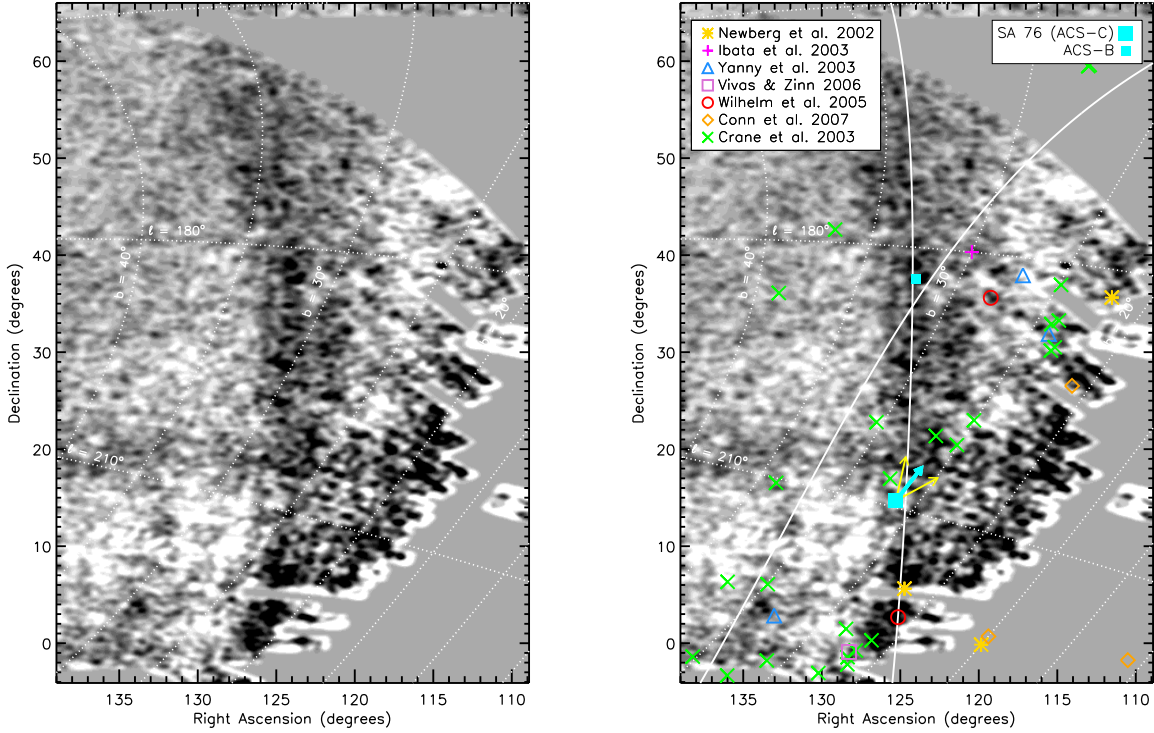 60
50
40
30
20
10
0
135
130
125
120
115
110
Declination (degrees)
Right Ascension (degrees)
ℓ = 180°
b = 40°
b = 30°
20°
ℓ = 210°
Newberg et al. 2002
Ibata et al. 2003
Yanny et al. 2003
Vivas & Zinn 2006
Wilhelm et al. 2005
Conn et al. 2007
Crane et al. 2003
SA 76 (ACS-C)
ACS-B
60
50
40
30
20
10
0
135
130
125
120
115
110
Declination (degrees)
Right Ascension (degrees)
ℓ = 180°
b = 40°
b = 30°
20°
= 210°